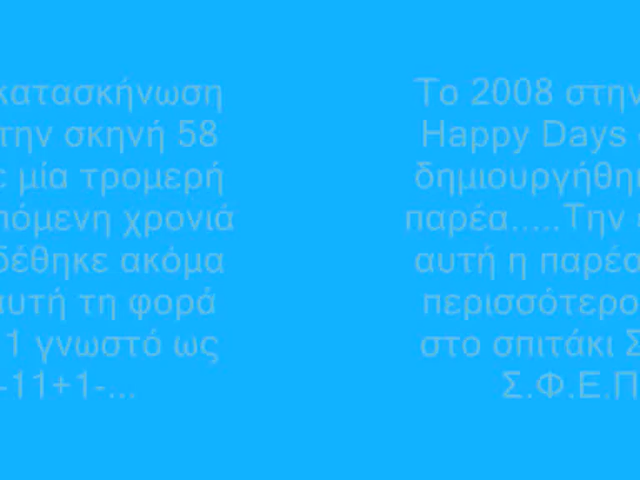 κατασκήνωση
την σκηνή 58
μία τρομερή
πόμενη χρονιά
δέθηκε ακόμα
αυτή τη φορά
1 γνωστό ως
-11+1-...
Το 2008 στην
Happy Days
δημιουργήθη
παρέα.....Την
αυτή η παρέα
περισσότερο
στο σπιτάκι Σ
Σ.Φ.Ε.Π